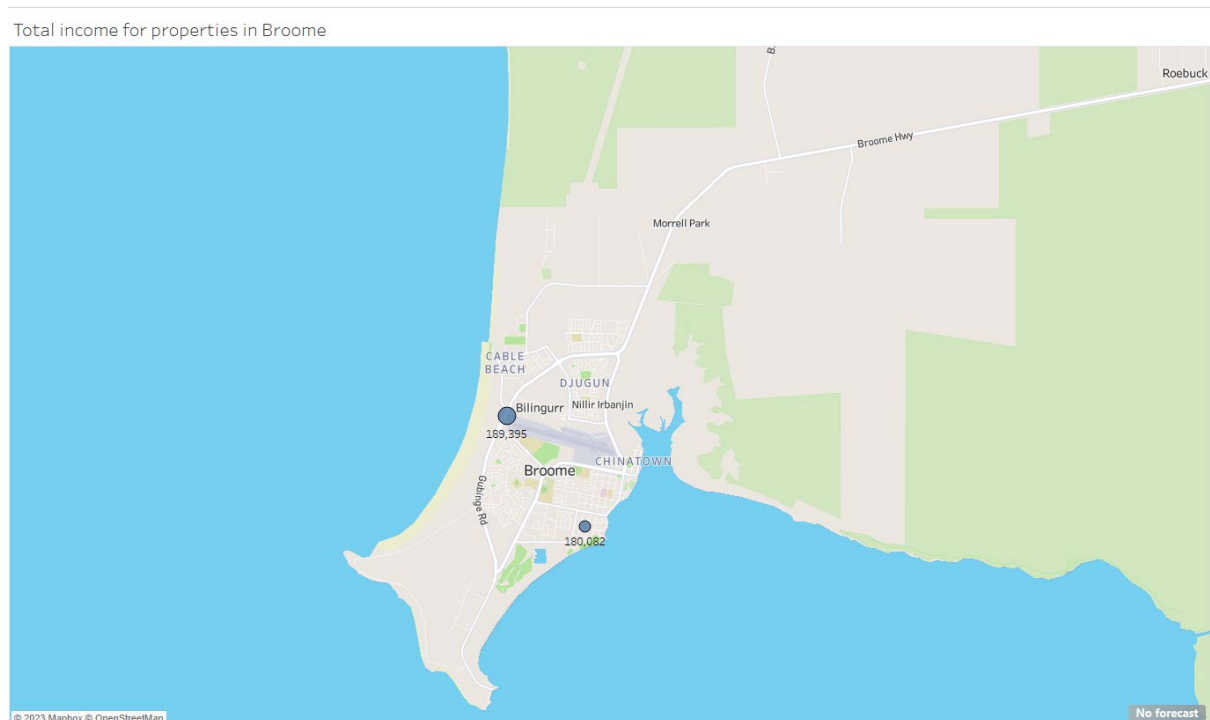 Total income for properties in Broome
Roebuck
Broome Hwy
Morrell Park
CABLE
BEACH
DJUGUN
Bilingurr
Nillir Irbanjin
189,395
CHINATOWN
Broome
Gubinge Rd
180,082
© 2023 Mapbox © OpenStreetMap
No forecast